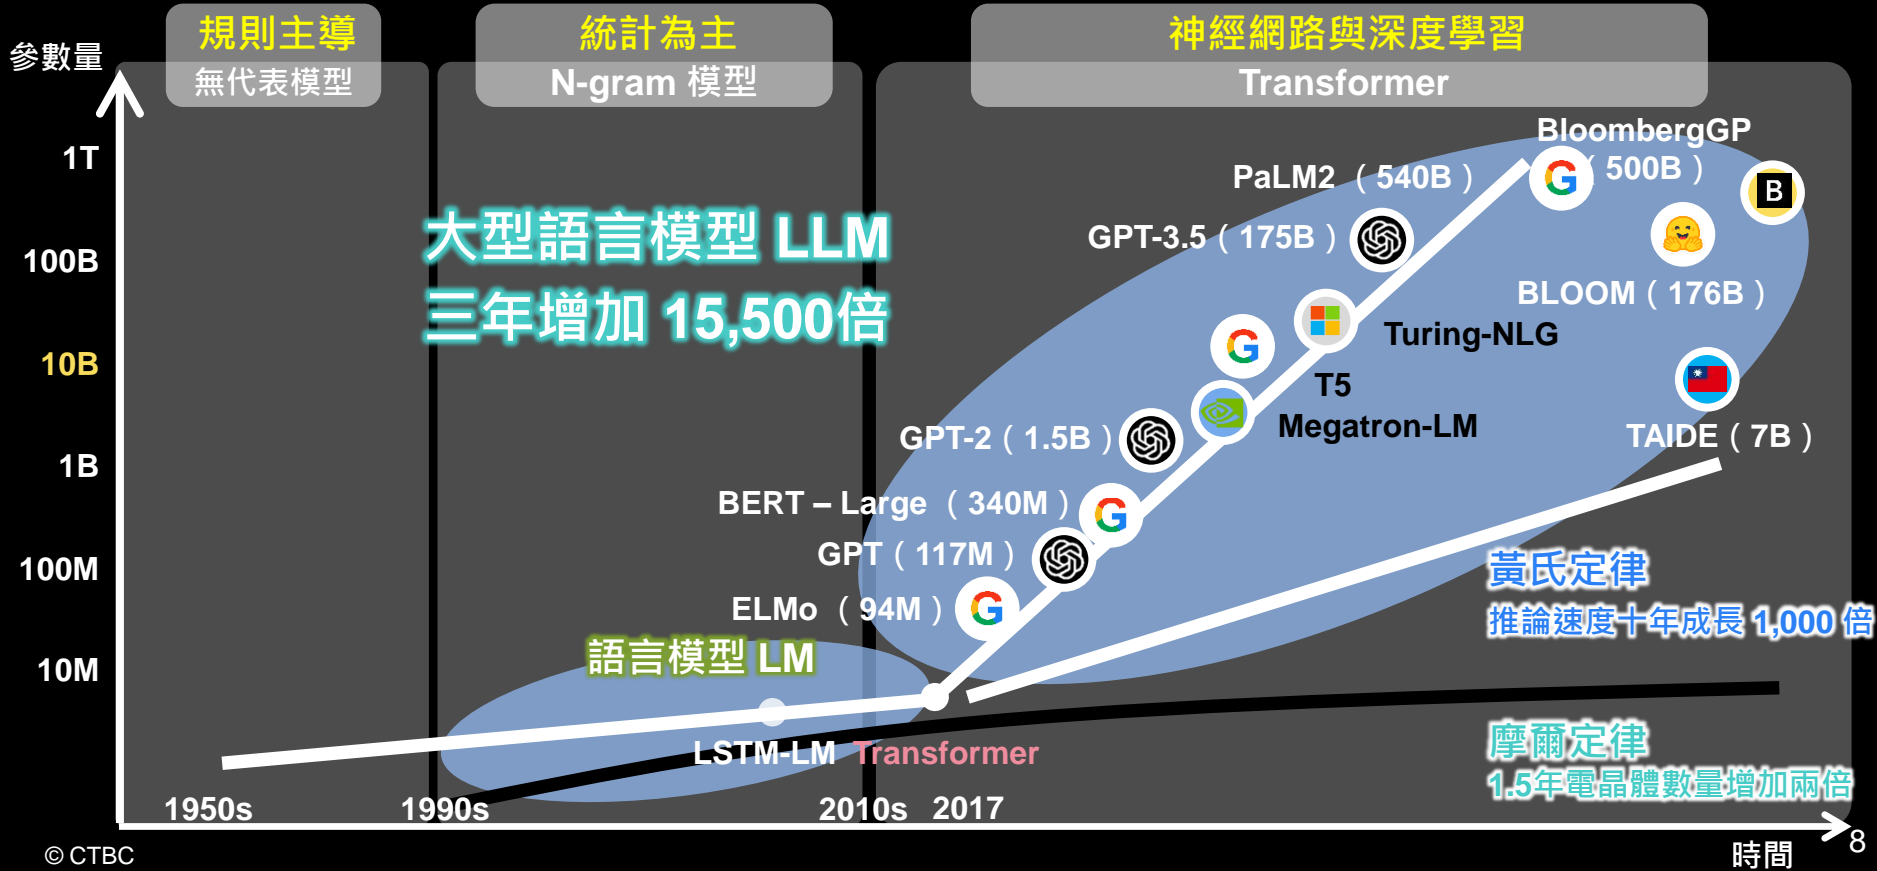 規則主導
無代表模型
統計為主
N-gram 模型
神經網路與深度學習
Transformer
參數量
1T
100B
10B
1B
100M
10M
大型語言模型 LLM
三年增加 15,500倍
BloombergGP
（500B）
B
PaLM2 （540B）
GPT-3.5（175B）
BLOOM（176B）
Turing-NLG
T5
Megatron-LM
GPT-2（1.5B）
TAIDE（7B）
BERT – Large （340M）
GPT（117M）
ELMo （94M）
語言模型 LM
LSTM-LM
Transformer
黃氏定律
推論速度十年成長 1,000 倍
摩爾定律
1.5年電晶體數量增加兩倍
1950s
1990s
2010s
2017
時間
8
© CTBC